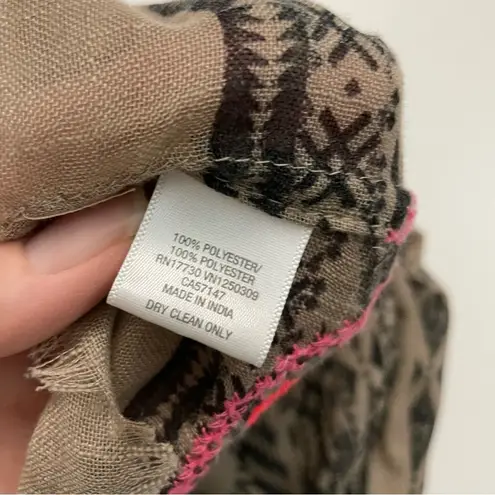 100% POLYESTER/
100% POLYESTER
RN17730 VN1250309
CA57147
MADE IN INDIA
DRY CLEAN ONLY